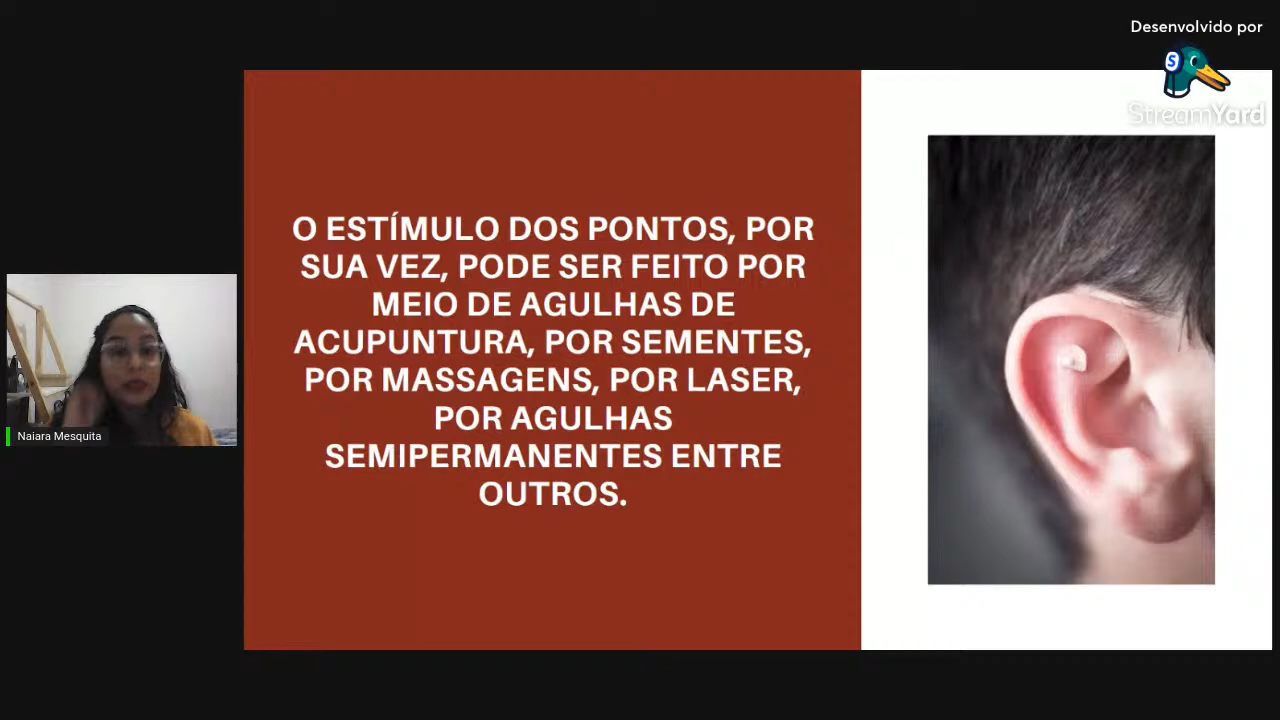 Desenvolvido por
S
StreamYard
O ESTÍMULO DOS PONTOS, POR
SUA VEZ, PODE SER FEITO POR
MEIO DE AGULHAS DE
ACUPUNTURA, POR SEMENTES,
POR MASSAGENS, POR LASER,
POR AGULHAS
SEMIPERMANENTES ENTRE
OUTROS.
Naiara Mesquita